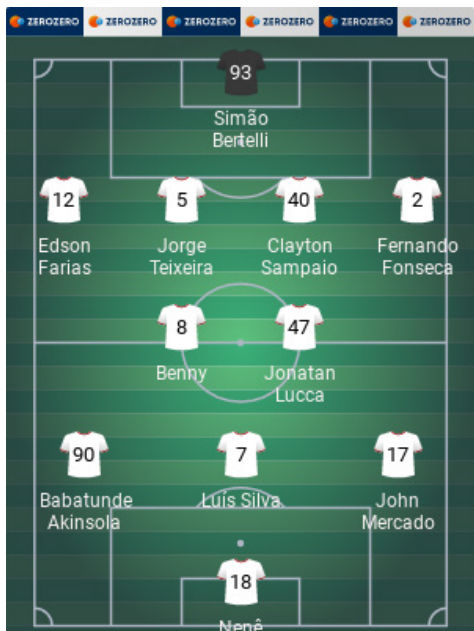 ZEROZERO ZEROZERO ZEROZERO ZEROZERO ZEROZERO ZEROZERO
93
Simão
Bertelli
12 5 40 2
Edson Jorge Clayton Fernando
Farias Teixeira Sampaio Fonseca
8 47
Benny Jonatan
Lucca
90 7 17
Babatunde Luís Silva John
Akinsola Mercado
18
Nenê